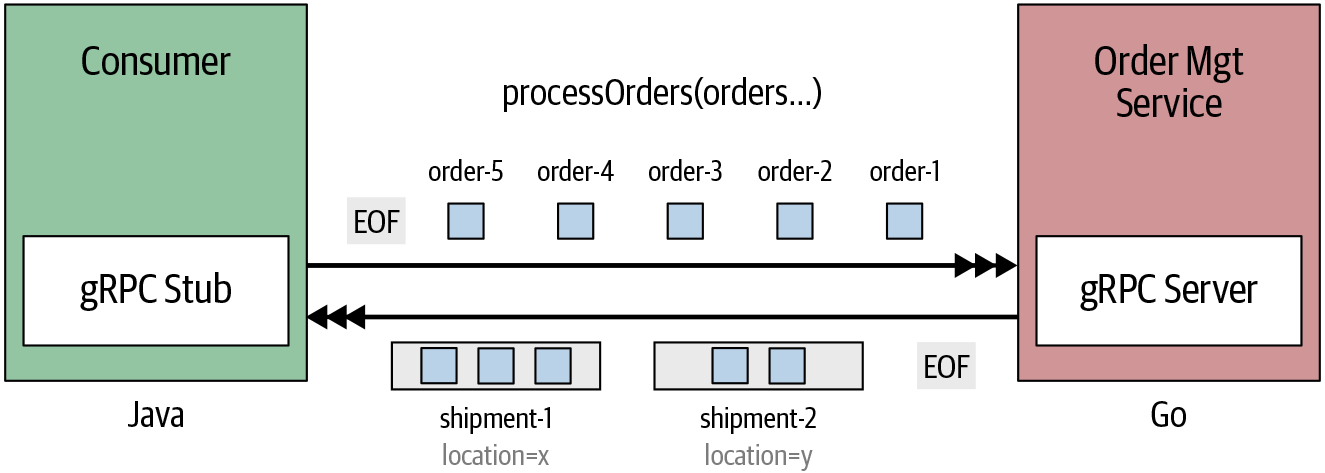 Consumer
Order Mgt
Service
processOrders(orders...)
order-5 order-4 order-3 order-2 order-1
EOF
gRPC Stub
gRPC Server
EOF
shipment-1 shipment-2
location=x location=y
Java
Go